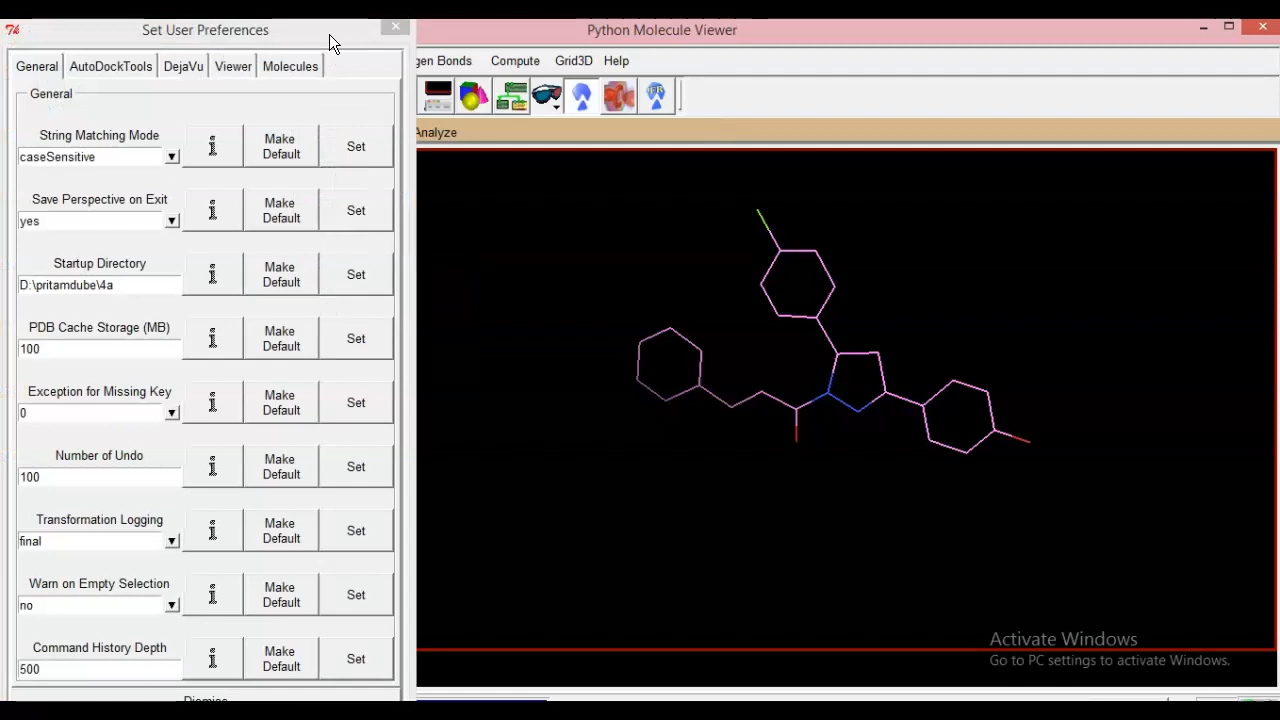 Set User Preferences
Python Molecule Viewer
General AutoDockTools DejaVu Viewer Molecules
gen Bonds Compute Grid3D Help
General
Analyze
String Matching Mode
caseSensitive
i
Make Default
Set
Save Perspective on Exit
yes
i
Make Default
Set
Startup Directory
D:\pritamdube\4a
i
Make Default
Set
PDB Cache Storage (MB)
100
i
Make Default
Set
Exception for Missing Key
0
i
Make Default
Set
Number of Undo
100
i
Make Default
Set
Transformation Logging
final
i
Make Default
Set
Warn on Empty Selection
no
i
Make Default
Set
Command History Depth
500
i
Make Default
Set
Dismiss
Activate Windows
Go to PC settings to activate Windows.